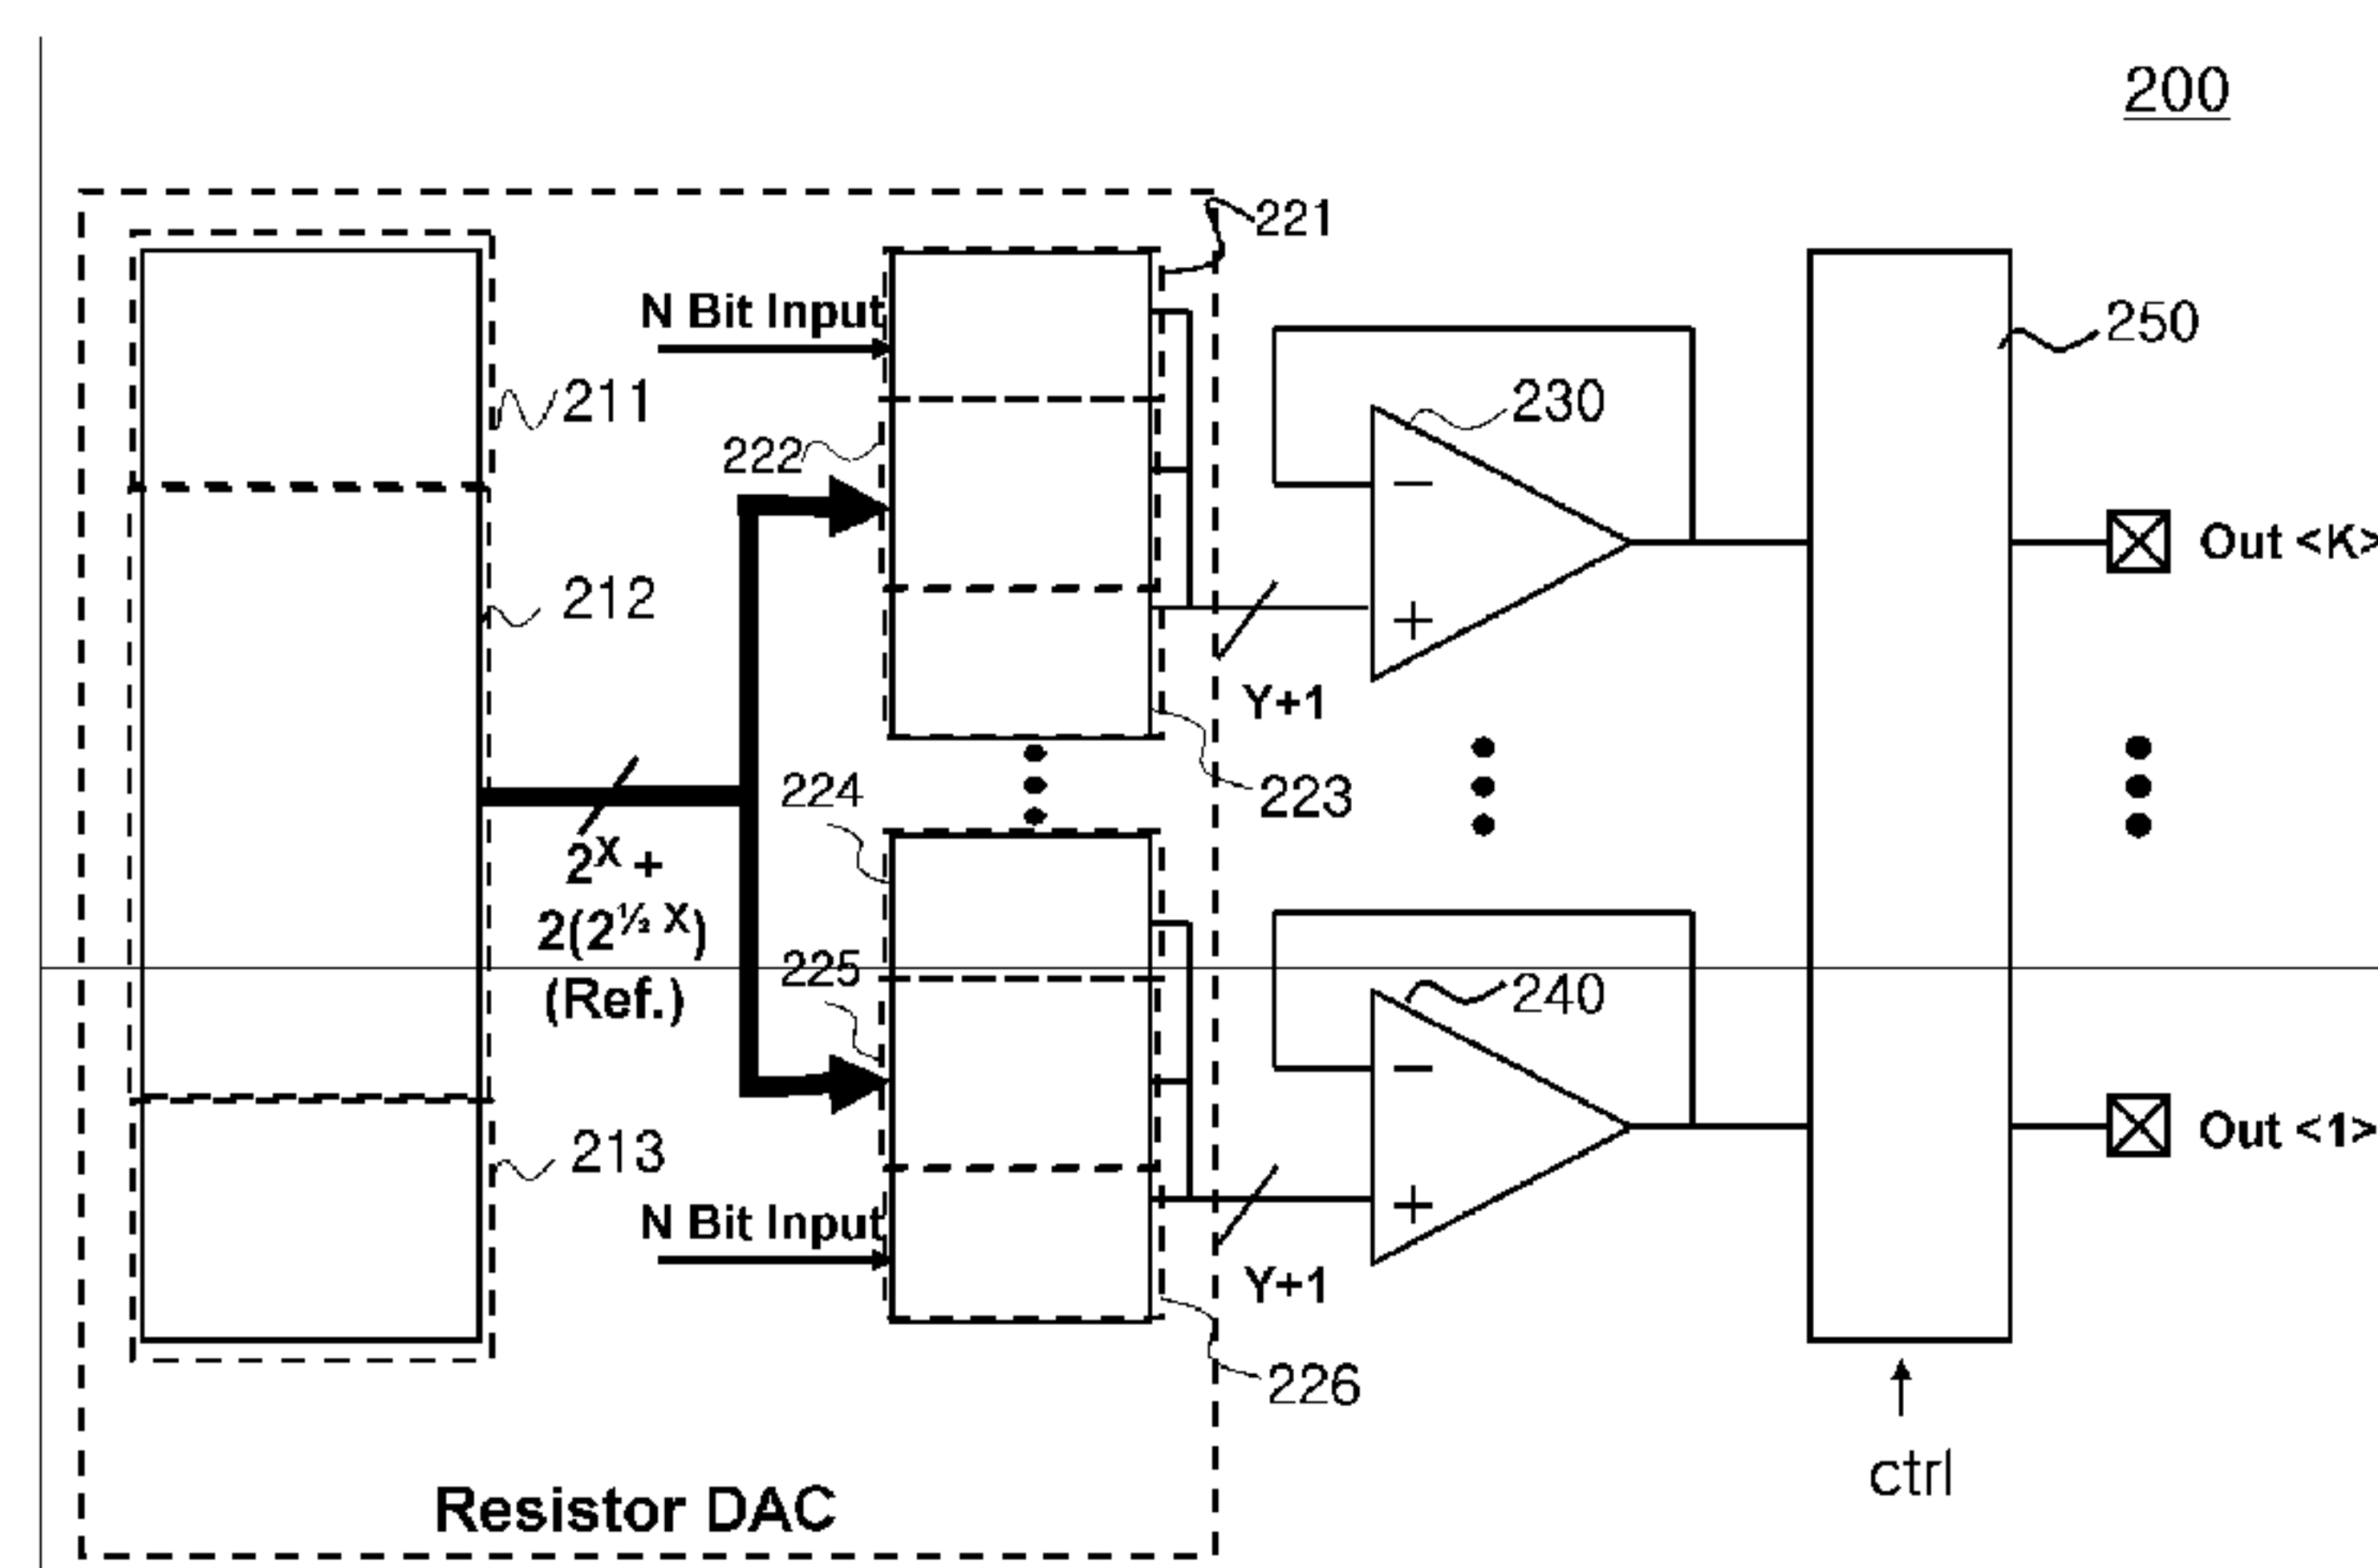 200
221
N Bit Input
250
211
230
222
Out <K>
212
Y+1
223
224
2^X +
2(2^½ X)
(Ref.)
225
240
Out <1>
213
N Bit Input
Y+1
226
ctrl
Resistor DAC
−
+
−
+